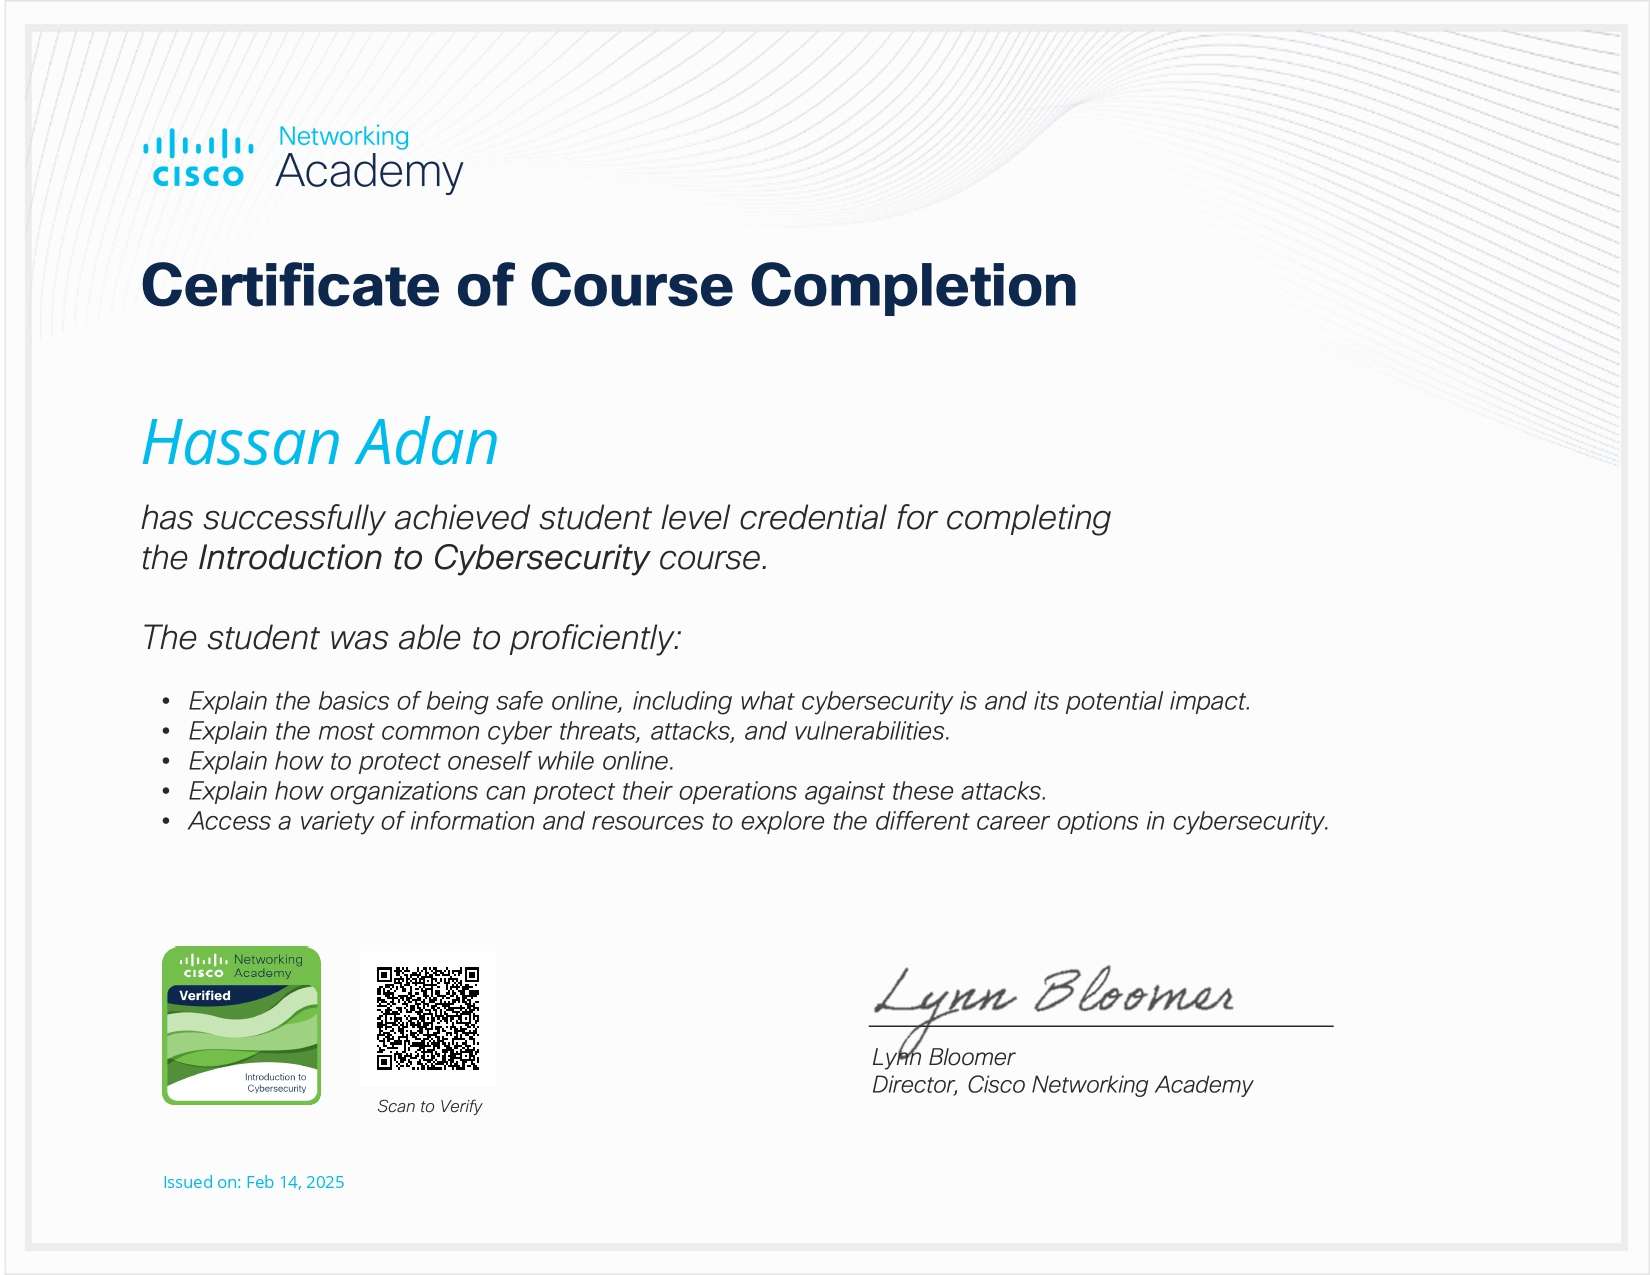 Networking
CISCO Academy
Certificate of Course Completion
Hassan Adan
has successfully achieved student level credential for completing
the Introduction to Cybersecurity course.
The student was able to proficiently:
• Explain the basics of being safe online, including what cybersecurity is and its potential impact.
• Explain the most common cyber threats, attacks, and vulnerabilities.
• Explain how to protect oneself while online.
• Explain how organizations can protect their operations against these attacks.
• Access a variety of information and resources to explore the different career options in cybersecurity.
Networking
CISCO Academy
Verified
Introduction to
Cybersecurity
Scan to Verify
Lynn Bloomer
Lynn Bloomer
Director, Cisco Networking Academy
Issued on: Feb 14, 2025